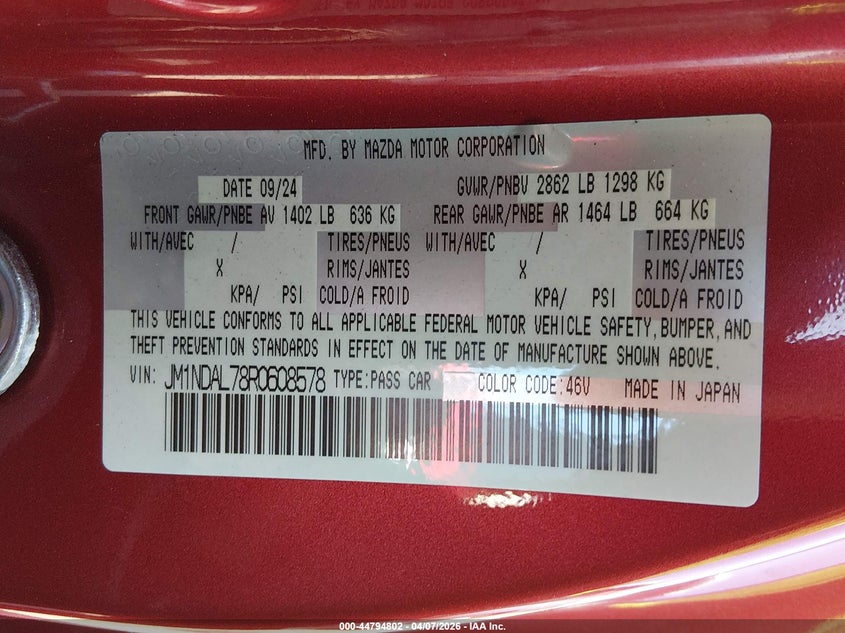 MFD. BY MAZDA MOTOR CORPORATION
DATE 09/24 GVWR/PNBV 2862 LB 1298 KG
FRONT GAWR/PNBE AV 1402 LB 636 KG REAR GAWR/PNBE AR 1464 LB 664 KG
WITH/AVEC / TIRES/PNEUS WITH/AVEC / TIRES/PNEUS
X RIMS/JANTES X RIMS/JANTES
KPA/ PSI COLD/A FROID KPA/ PSI COLD/A FROID
THIS VEHICLE CONFORMS TO ALL APPLICABLE FEDERAL MOTOR VEHICLE SAFETY, BUMPER, AND
THEFT PREVENTION STANDARDS IN EFFECT ON THE DATE OF MANUFACTURE SHOWN ABOVE.
VIN: JM1NDAL78R0608578 TYPE:PASS CAR COLOR CODE:46V MADE IN JAPAN
000-44794802 - 04/07/2026 - IAA Inc.